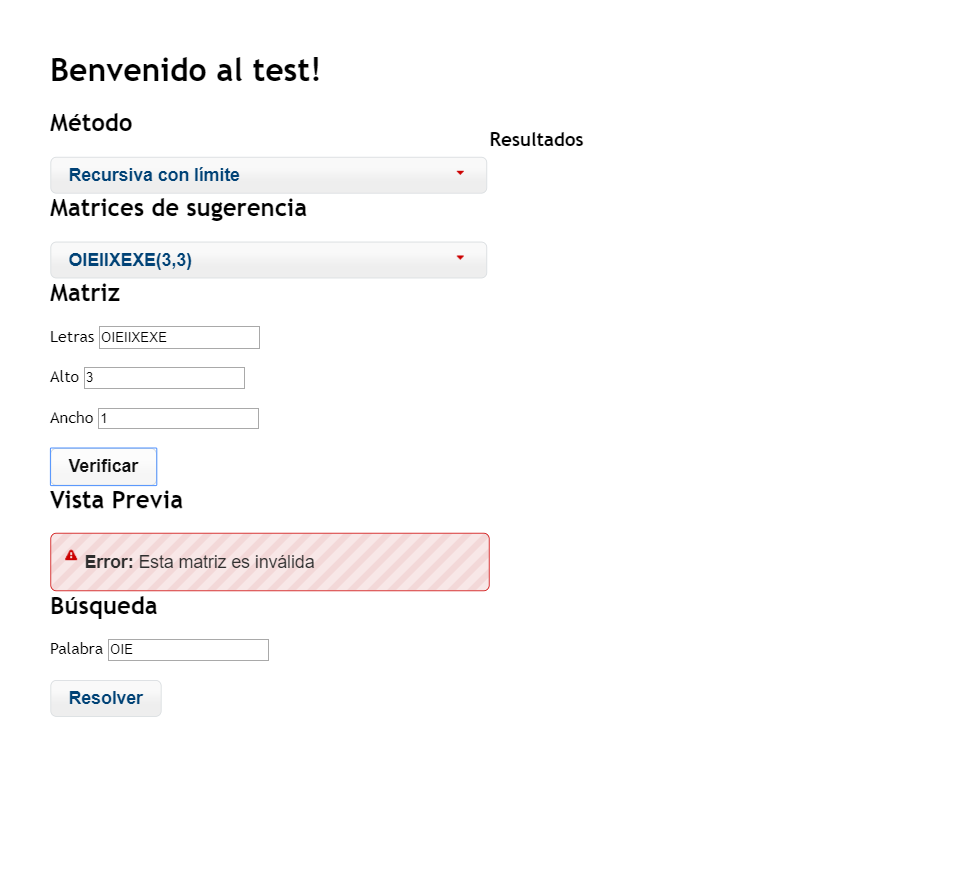 Benvenido al test!
Método
Resultados
Recursiva con límite
Matrices de sugerencia
OIEIIXEXE(3,3)
Matriz
Letras OIEIIXEXE
Alto 3
Ancho 1
Verificar
Vista Previa
Error: Esta matriz es inválida
Búsqueda
Palabra OIE
Resolver